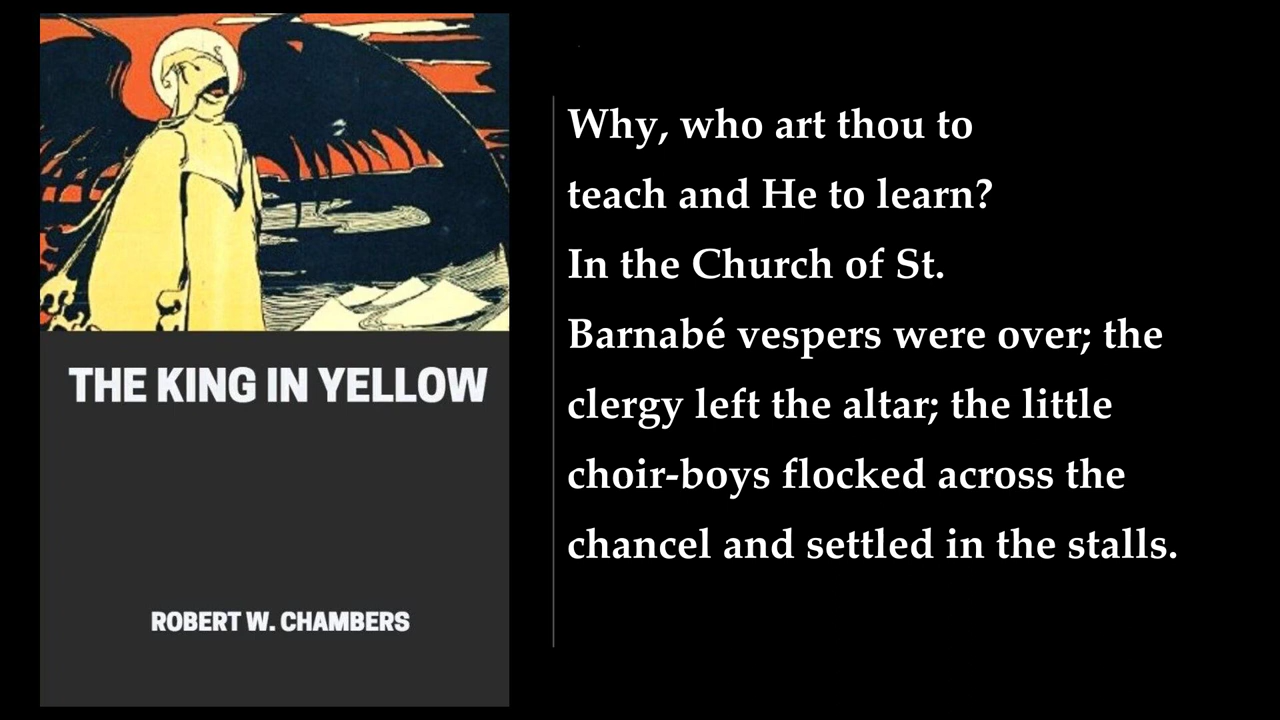 THE KING IN YELLOW
ROBERT W. CHAMBERS
Why, who art thou to
teach and He to learn?
In the Church of St.
Barnabé vespers were over; the
clergy left the altar; the little
choir-boys flocked across the
chancel and settled in the stalls.